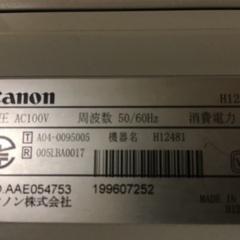 Canon H12
AC100V 周波数 50/60Hz 消費電力
T A04-0095005 機器名 H12481
R 005LBA0017
O.AAE054753 199607252
ノン株式会社 MADE IN